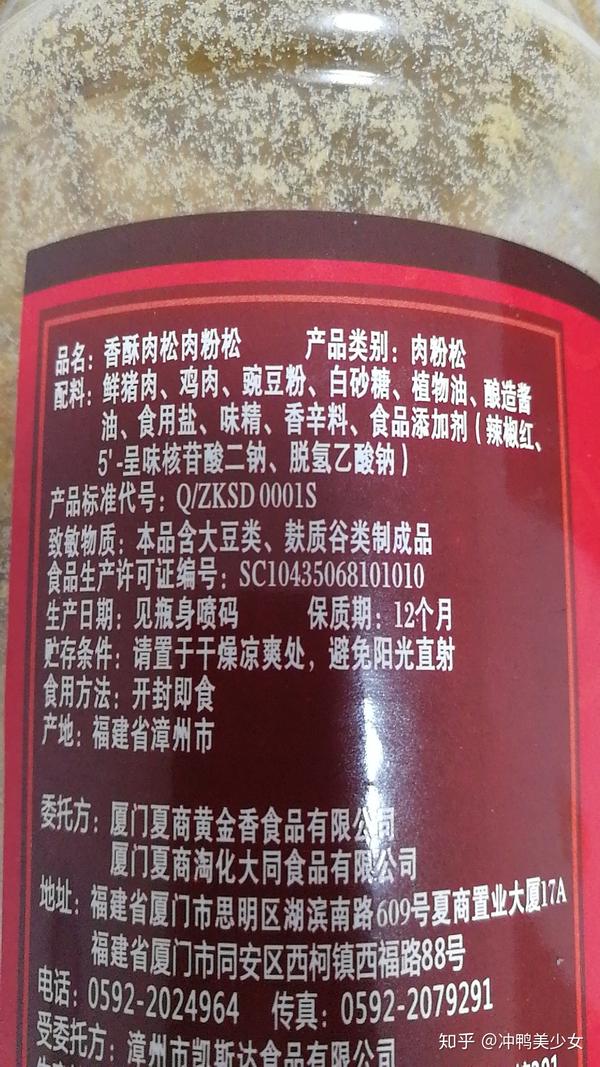 品名：香酥肉松肉粉松 产品类别：肉粉松
配料：鲜猪肉、鸡肉、豌豆粉、白砂糖、植物油、酿造酱
油、食用盐、味精、香辛料、食品添加剂（辣椒红、
5'-呈味核苷酸二钠、脱氢乙酸钠）
产品标准代号：Q/ZKSD 0001S
致敏物质：本品含大豆类、麸质谷类制成品
食品生产许可证编号：SC10435068101010
生产日期：见瓶身喷码 保质期：12个月
贮存条件：请置于干燥凉爽处，避免阳光直射
食用方法：开封即食
产地：福建省漳州市
委托方：厦门夏商黄金香食品有限公司
厦门夏商淘化大同食品有限公司
地址：福建省厦门市思明区湖滨南路609号夏商置业大厦17A
福建省厦门市同安区西柯镇西福路88号
电话：0592-2024964 传真：0592-2079291
受委托方：漳州市凯斯达食品有限公司
知乎 @冲鸭美少女